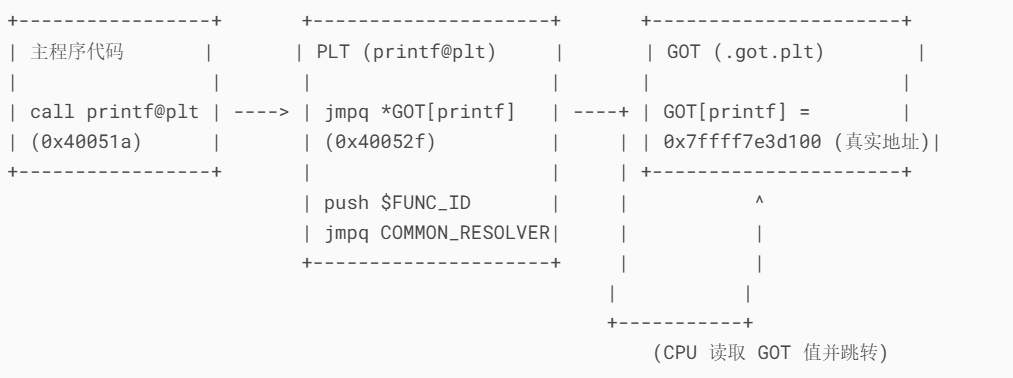 +-----------------+       +---------------------+       +----------------------+
| 主程序代码       |       | PLT (printf@plt)     |       | GOT (.got.plt)        |
|                 |       |                     |       |                      |
| call printf@plt | ----> | jmpq *GOT[printf]   | ----+ | GOT[printf] =        |
| (0x40051a)      |       | (0x40052f)          |     | | 0x7ffff7e3d100 (真实地址)|
+-----------------+       |                     |     | +----------------------+
| push $FUNC_ID       |     |           ^
| jmpq COMMON_RESOLVER|     |           |
+---------------------+     |           |
|           |
+-----------+
(CPU 读取 GOT 值并跳转)